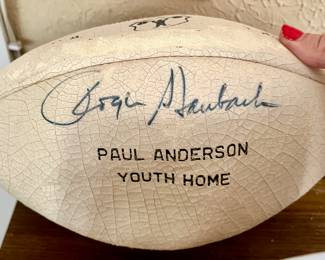 Roger Staubach
PAUL ANDERSON
YOUTH HOME